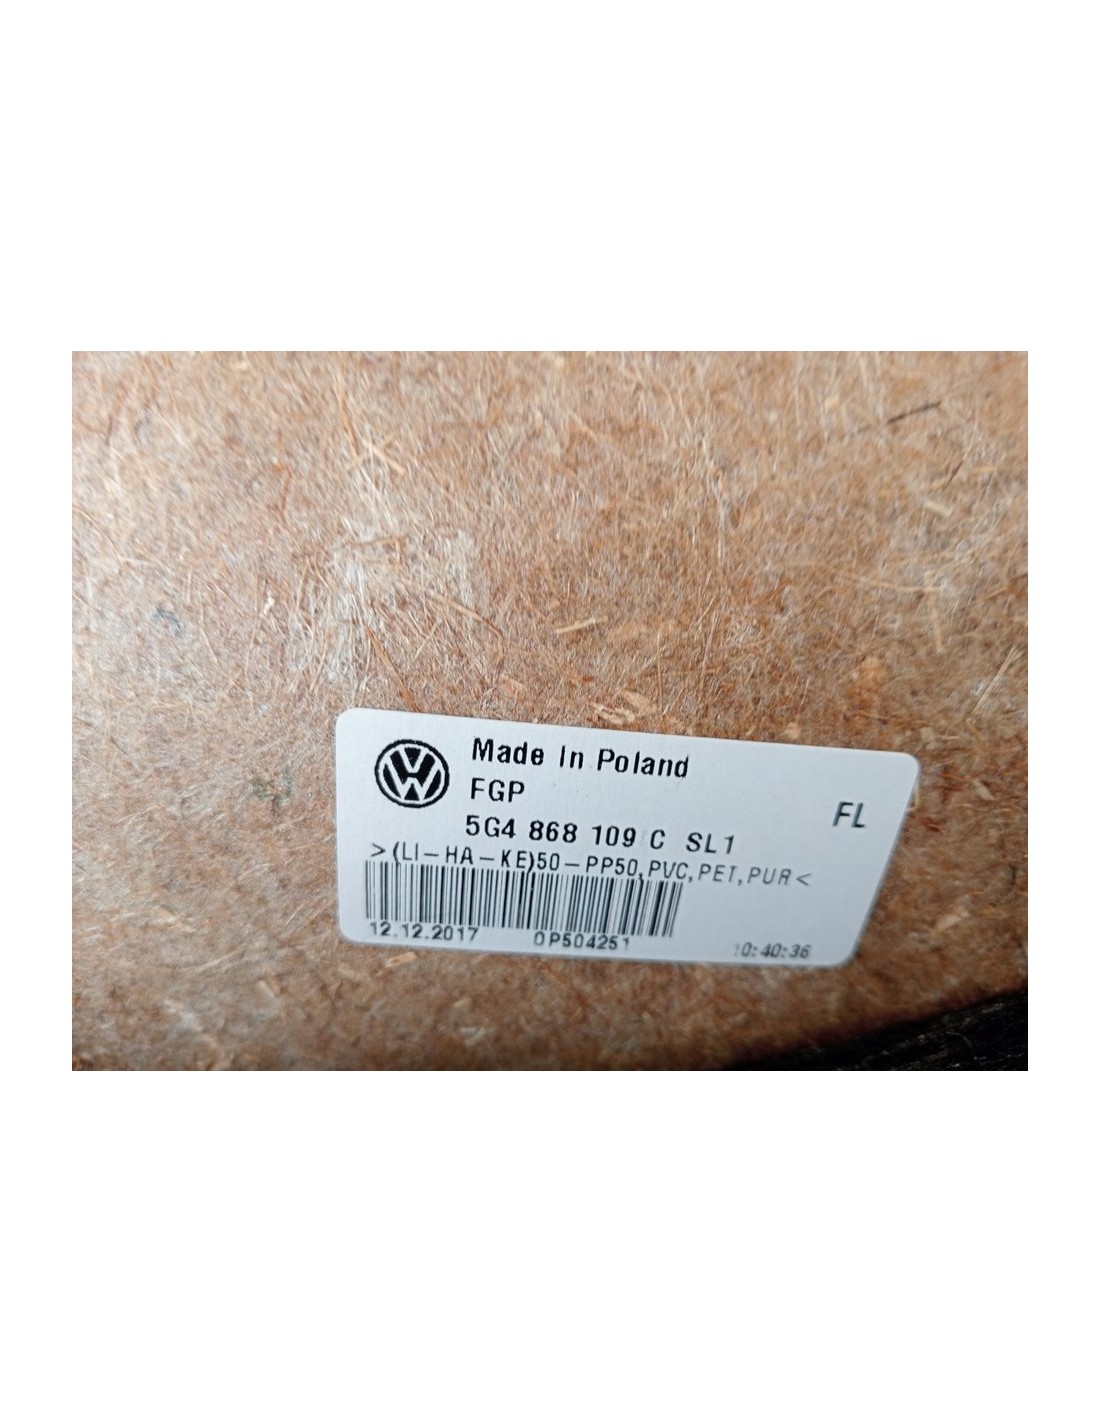 Made In Poland
FGP
FL
5G4 868 109 C SL1
>(LI-HA-KE)50-PP50,PVC,PET,PUR<
12.12.2017 0P504251 10:40:36